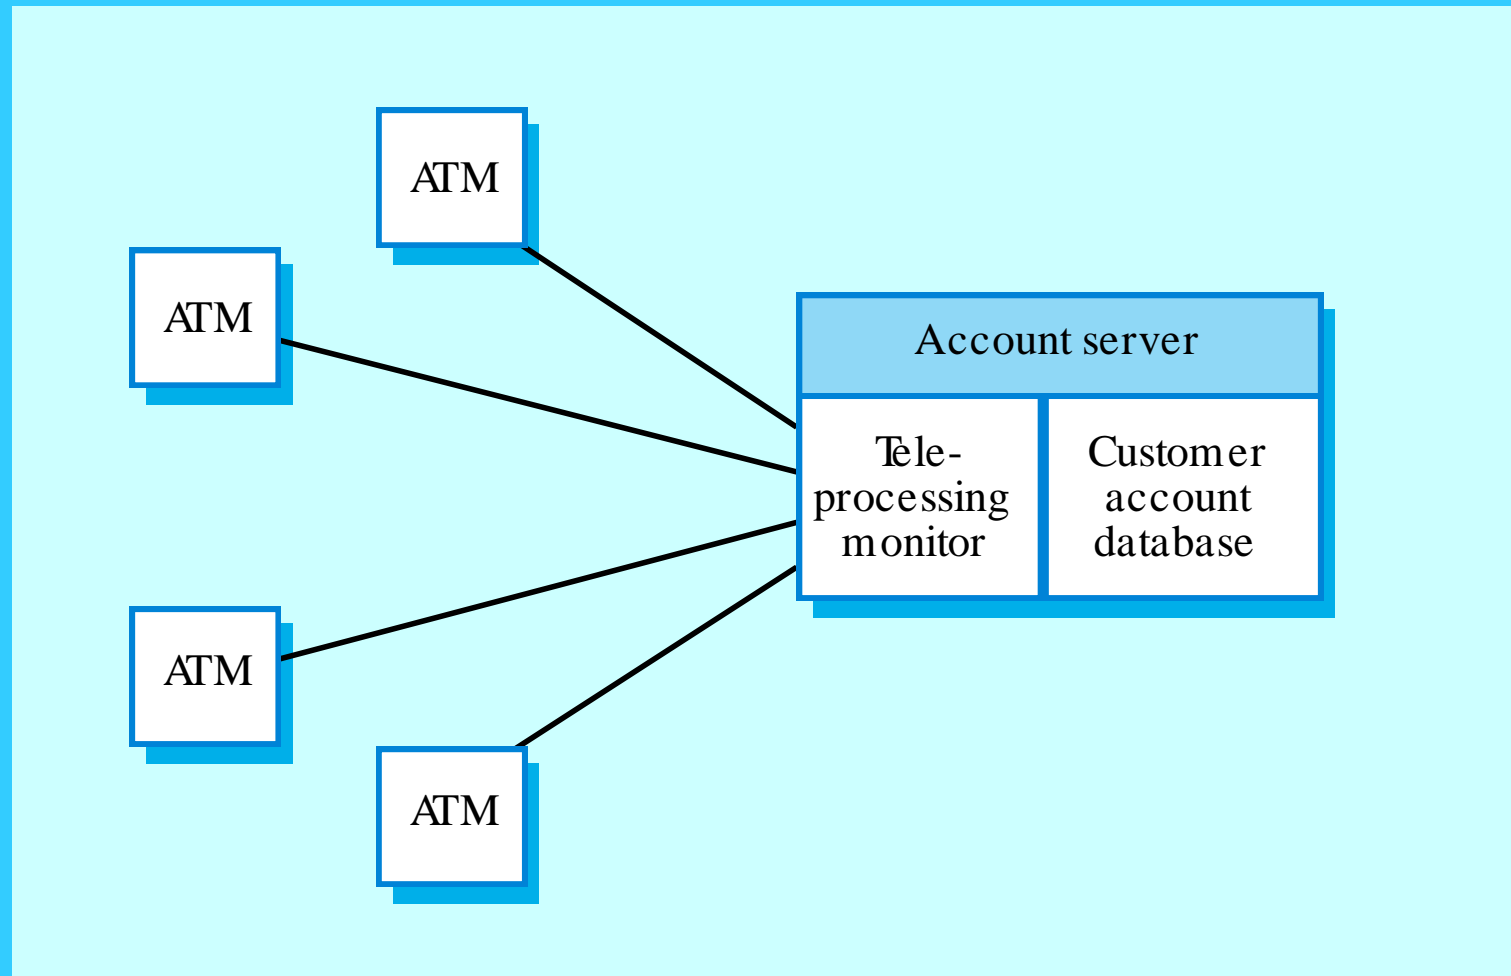 ATM
ATM
Account server
Tele-
processing
monitor
Customer
account
database
ATM
ATM